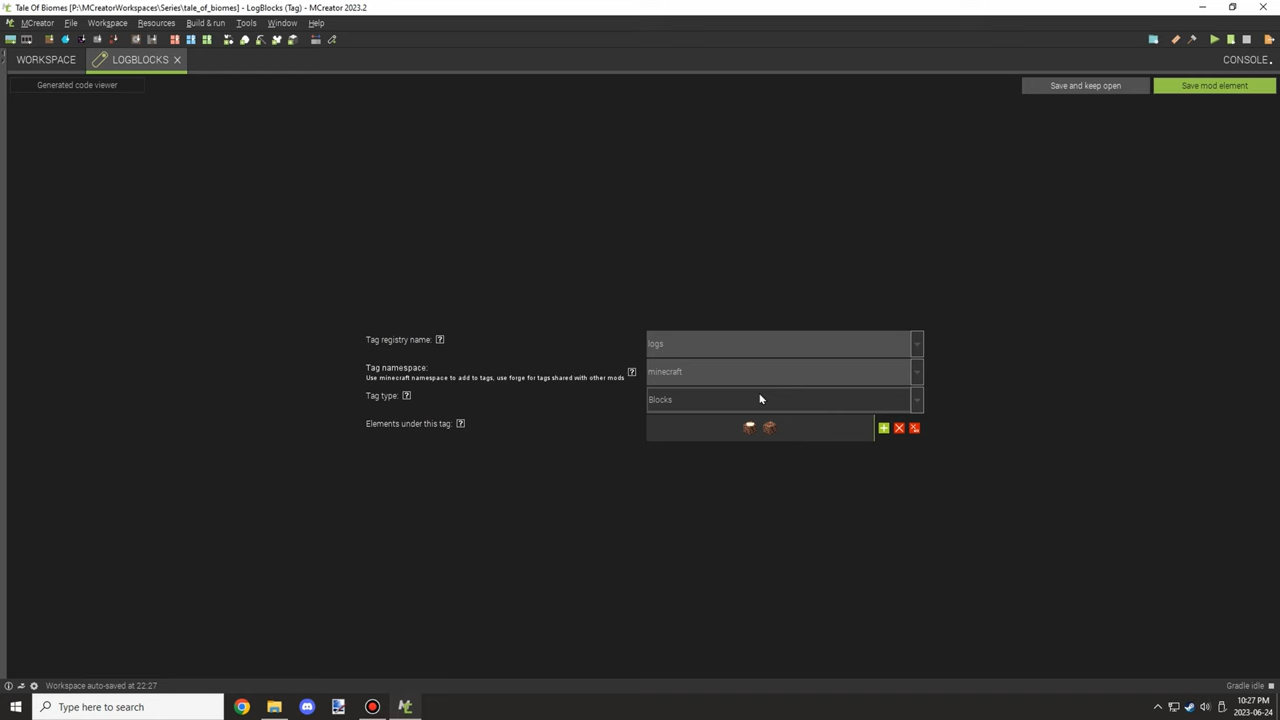 Tale Of Biomes [P:\MCreatorWorkspaces\Series\tale_of_biomes] - LogBlocks (Tag) - MCreator 2023.2
MCreator File Workspace Resources Build & run Tools Window Help
WORKSPACE LOGBLOCKS CONSOLE
Generated code viewer Save and keep open Save mod element
Tag registry name: ? logs
Tag namespace: ? minecraft
Use minecraft namespace to add to tags, use forge for tags shared with other mods
Tag type: ? Blocks
Elements under this tag: ?
Workspace auto-saved at 22:27 Gradle idle
Type here to search
10:27 PM
2023-06-24